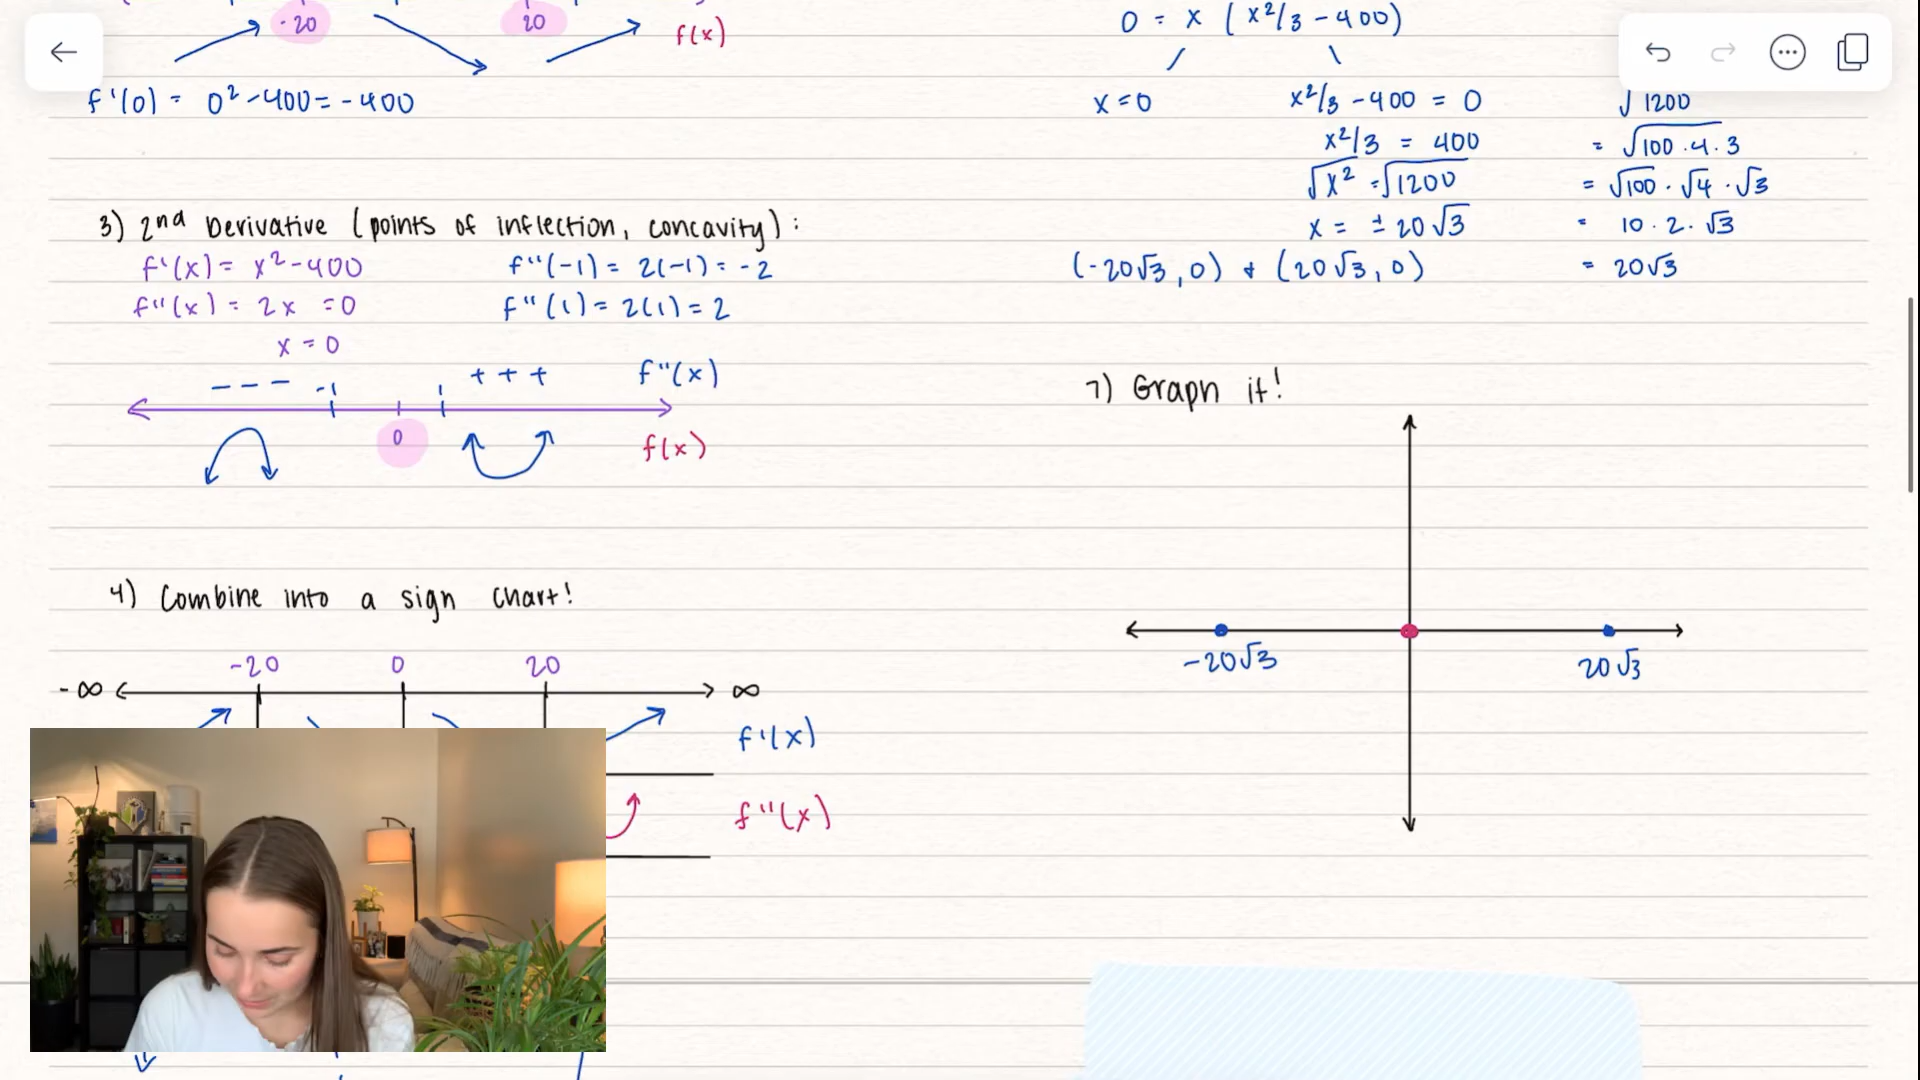 -20 20 f(x)
f'(0) = 0² - 400 = -400
3) 2nd Derivative (points of inflection, concavity):
f'(x) = x² - 400
f''(x) = 2x = 0
x = 0
f''(-1) = 2(-1) = -2
f''(1) = 2(1) = 2
- - - -1 1 + + + f''(x)
0 f(x)
4) Combine into a sign chart!
-20 0 20
-∞ ∞
f'(x)
f''(x)
0 = x (x²/3 - 400)
x = 0
x²/3 - 400 = 0
x²/3 = 400
√x² = √1200
x = ± 20√3
(-20√3, 0) + (20√3, 0)
√1200
= √100 · 4 · 3
= √100 · √4 · √3
= 10 · 2 · √3
= 20√3
7) Graph it!
-20√3 20√3